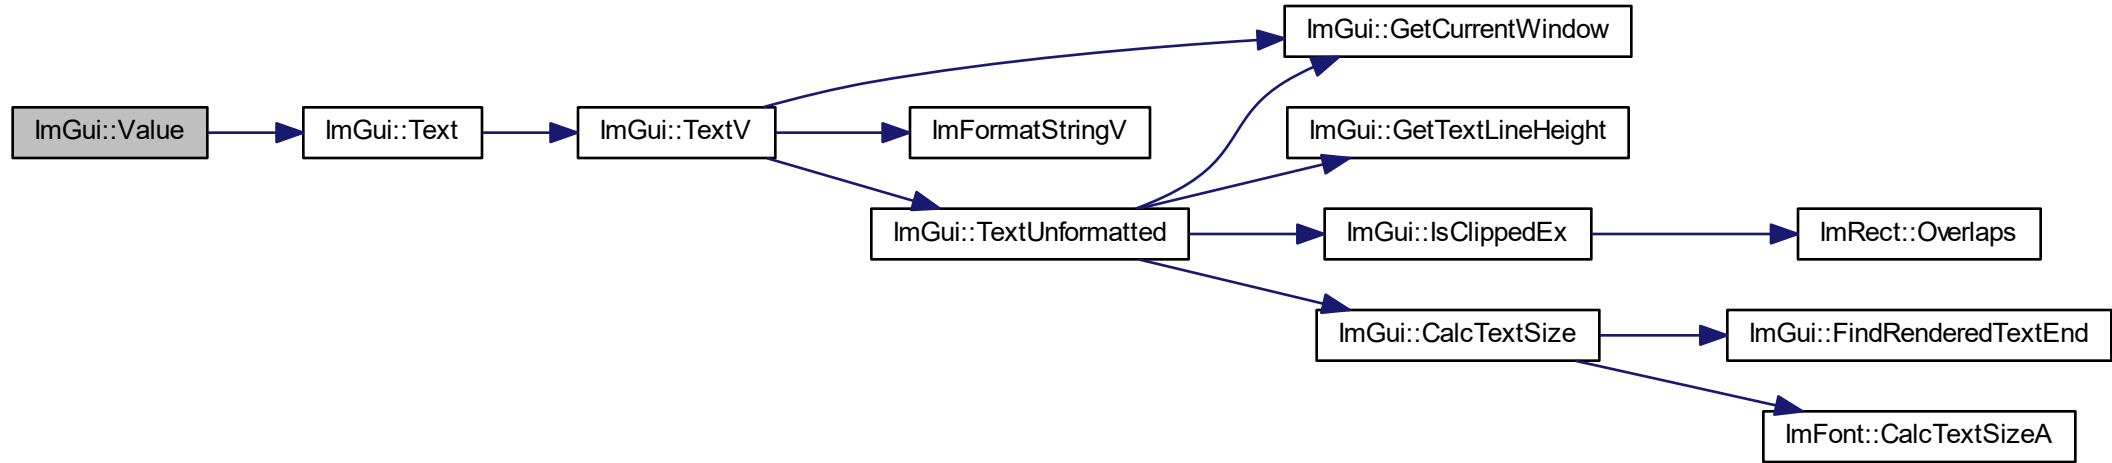 ImGui::GetCurrentWindow
ImGui::Value
ImGui::Text
ImGui::TextV
ImFormatStringV
ImGui::GetTextLineHeight
ImGui::TextUnformatted
ImGui::IsClippedEx
ImRect::Overlaps
ImGui::CalcTextSize
ImGui::FindRenderedTextEnd
ImFont::CalcTextSizeA